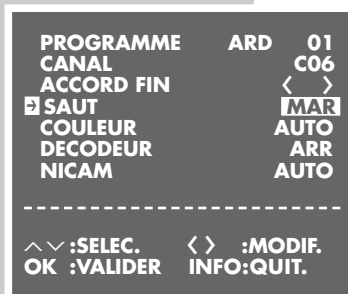 PROGRAMME ARD 01
CANAL C06
ACCORD FIN < >
SAUT MAR
COULEUR AUTO
DECODEUR ARR
NICAM AUTO
:SELEC. < > :MODIF.
OK :VALIDER INFO:QUIT.